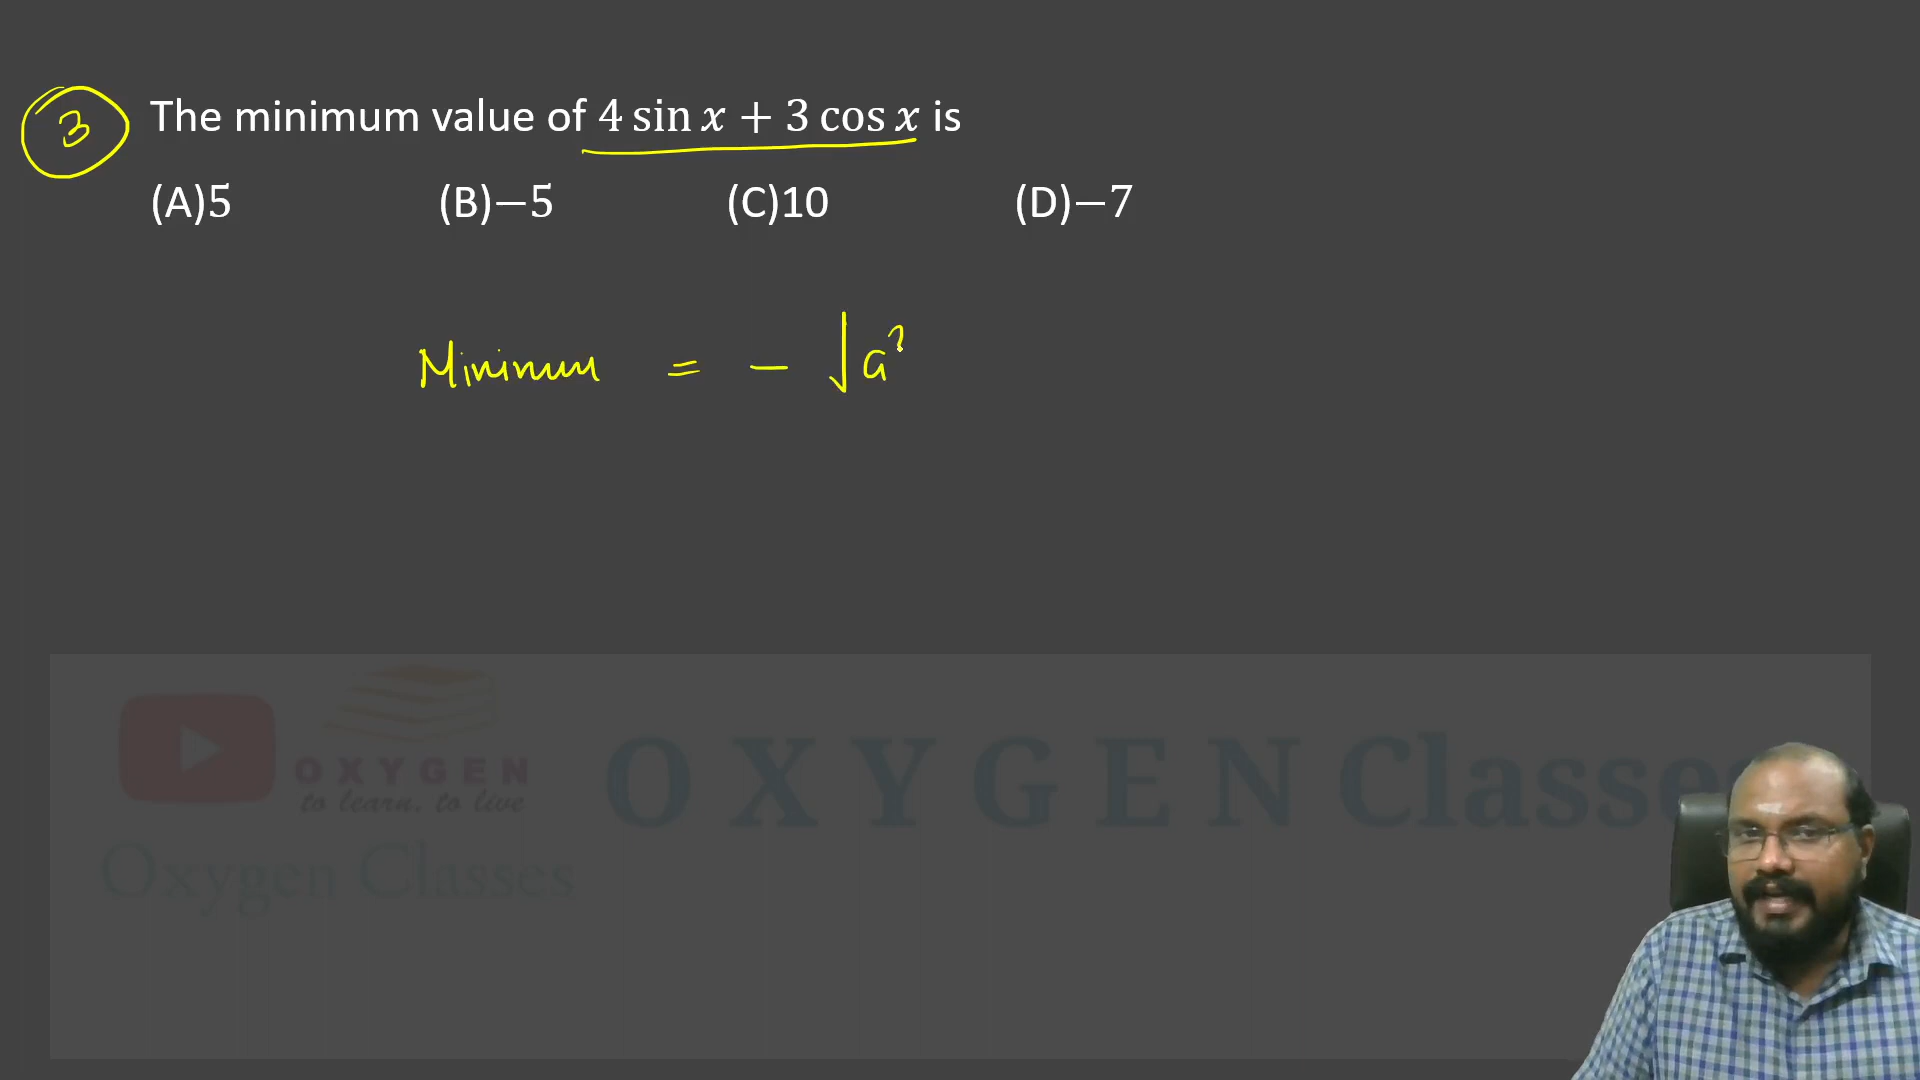 3 The minimum value of 4 sin x + 3 cos x is
(A)5 (B)−5 (C)10 (D)−7
Minimum = − √a²
OXYGEN
to learn. to live
Oxygen Classes
OXYGEN Classes